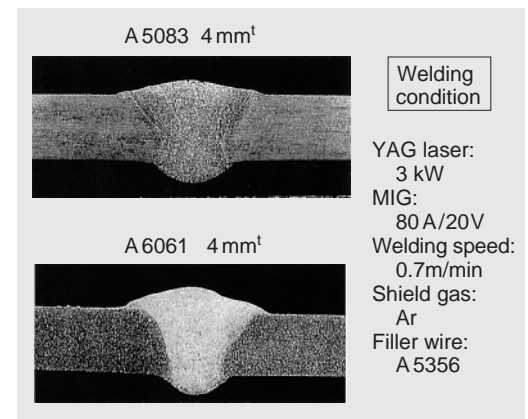 A 5083 4 mmt
Welding
condition
YAG laser:
3 kW
MIG:
80 A/20V
Welding speed:
0.7m/min
Shield gas:
Ar
Filler wire:
A 5356
A 6061 4 mmt